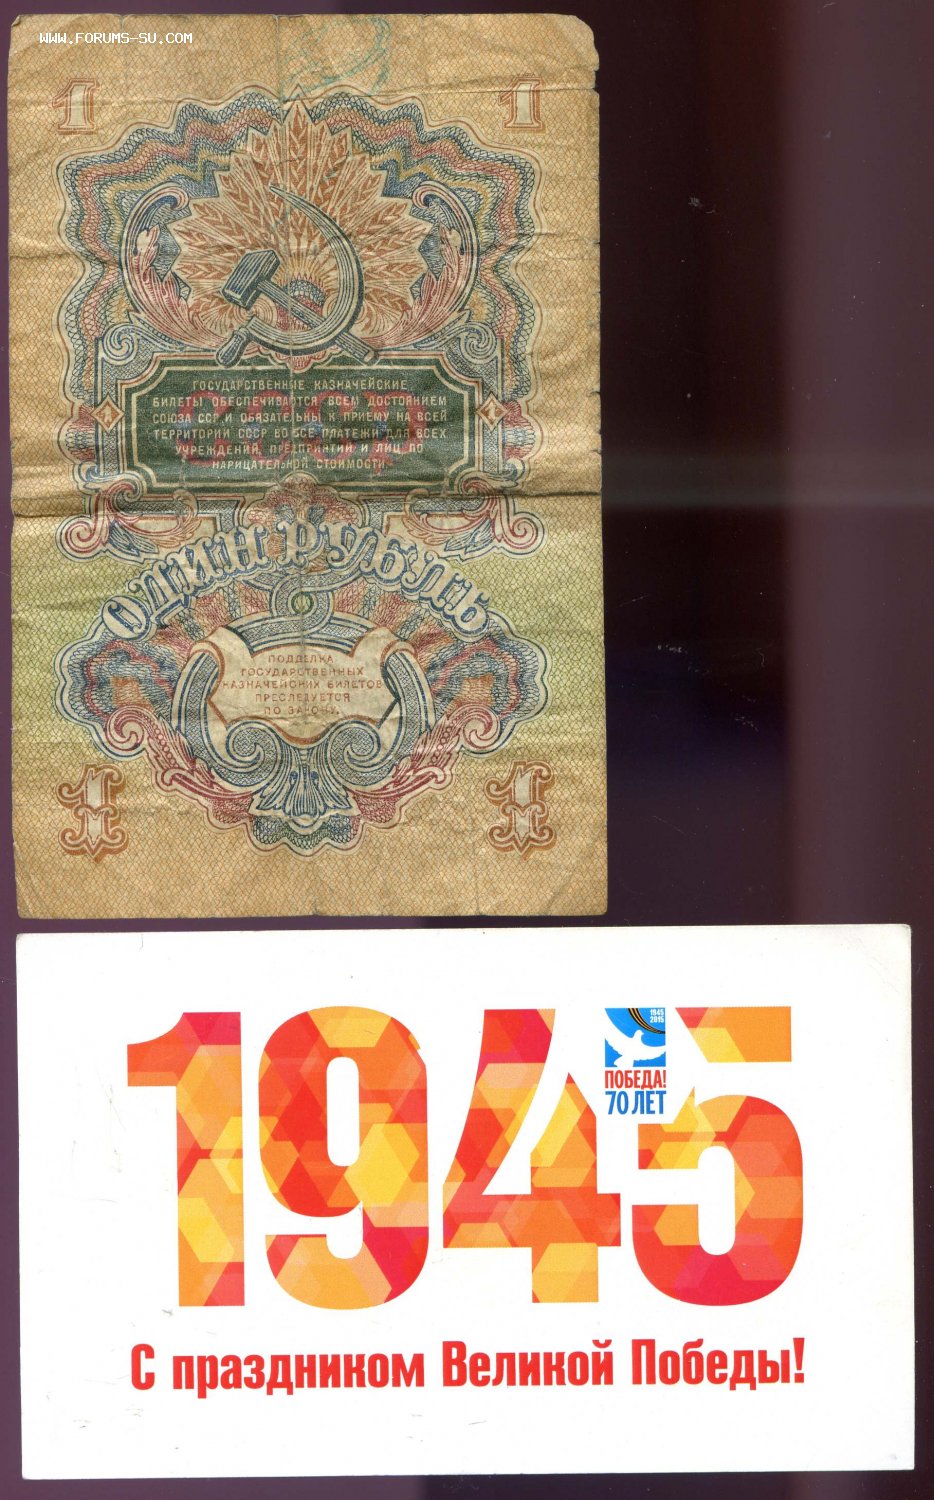 WWW.FORUMS-SU.COM
1 1
ГОСУДАРСТВЕННЫЕ КАЗНАЧЕЙСКИЕ
БИЛЕТЫ ОБЕСПЕЧИВАЮТСЯ ВСЕМ ДОСТОЯНИЕМ
СОЮЗА ССР И ОБЯЗАТЕЛЬНЫ К ПРИЕМУ НА ВСЕЙ
ТЕРРИТОРИИ СССР ВО ВСЕ ПЛАТЕЖИ ДЛЯ ВСЕХ
УЧРЕЖДЕНИЙ, ПРЕДПРИЯТИЙ И ЛИЦ ПО
НАРИЦАТЕЛЬНОЙ СТОИМОСТИ
ОДИН РУБЛЬ
ПОДДЕЛКА
ГОСУДАРСТВЕННЫХ
КАЗНАЧЕЙСКИХ БИЛЕТОВ
ПРЕСЛЕДУЕТСЯ
ПО ЗАКОНУ.
1 1
1945
1945
2015
ПОБЕДА!
70 ЛЕТ
С праздником Великой Победы!